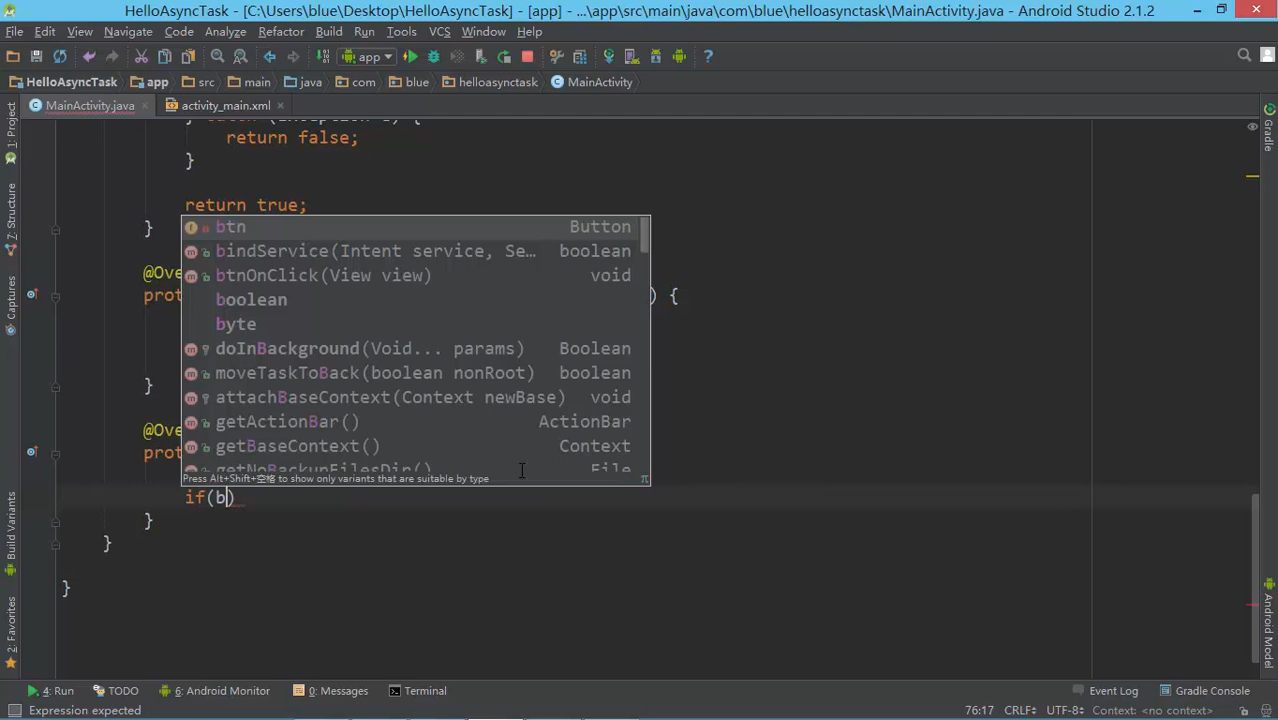 HelloAsyncTask - [C:\Users\blue\Desktop\HelloAsyncTask] - [app] - ...\app\src\main\java\com\blue\helloasynctask\MainActivity.java - Android Studio 2.1.2
File Edit View Navigate Code Analyze Refactor Build Run Tools VCS Window Help
app
HelloAsyncTask app src main java com blue helloasynctask MainActivity
MainActivity.java activity_main.xml
1: Project
7: Structure
Captures
Build Variants
2: Favorites
Gradle
Android Model
return false;
}
return true;
}
@Ove
prot ) {
}
@Ove
prot
btn Button
bindService(Intent service, Se… boolean
btnOnClick(View view) void
boolean
byte
doInBackground(Void... params) Boolean
moveTaskToBack(boolean nonRoot) boolean
attachBaseContext(Context newBase) void
getActionBar() ActionBar
getBaseContext() Context
getNoBackupFilesDir() File
Press Alt+Shift+空格 to show only variants that are suitable by type
if(b)
}
}
}
4: Run TODO 6: Android Monitor 0: Messages Terminal Event Log Gradle Console
Expression expected 76:17 CRLF÷ UTF-8÷ Context: <no context>